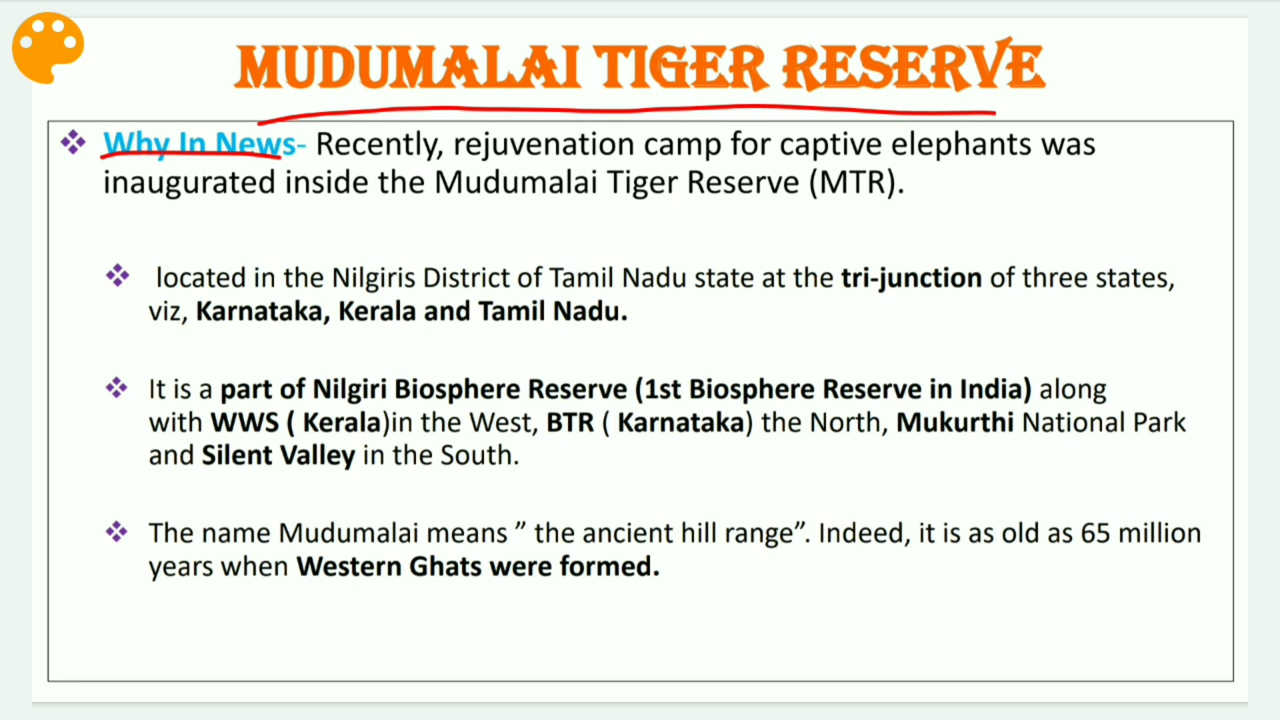 MUDUMALAI TIGER RESERVE
Why In News- Recently, rejuvenation camp for captive elephants was
inaugurated inside the Mudumalai Tiger Reserve (MTR).
located in the Nilgiris District of Tamil Nadu state at the tri-junction of three states,
viz, Karnataka, Kerala and Tamil Nadu.
It is a part of Nilgiri Biosphere Reserve (1st Biosphere Reserve in India) along
with WWS ( Kerala)in the West, BTR ( Karnataka) the North, Mukurthi National Park
and Silent Valley in the South.
The name Mudumalai means ” the ancient hill range”. Indeed, it is as old as 65 million
years when Western Ghats were formed.